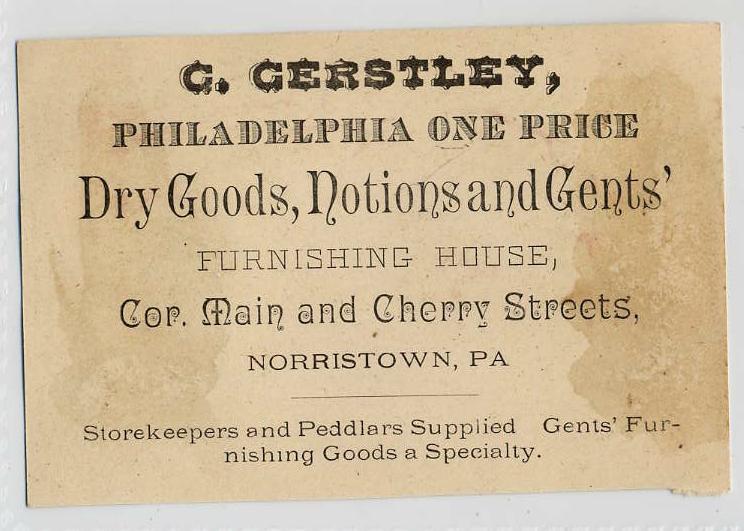 G. GERSTLEY,
PHILADELPHIA ONE PRICE
Dry Goods, Notions and Gents'
FURNISHING HOUSE,
Cor. Main and Cherry Streets,
NORRISTOWN, PA
Storekeepers and Peddlars Supplied Gents' Fur-
nishing Goods a Specialty.